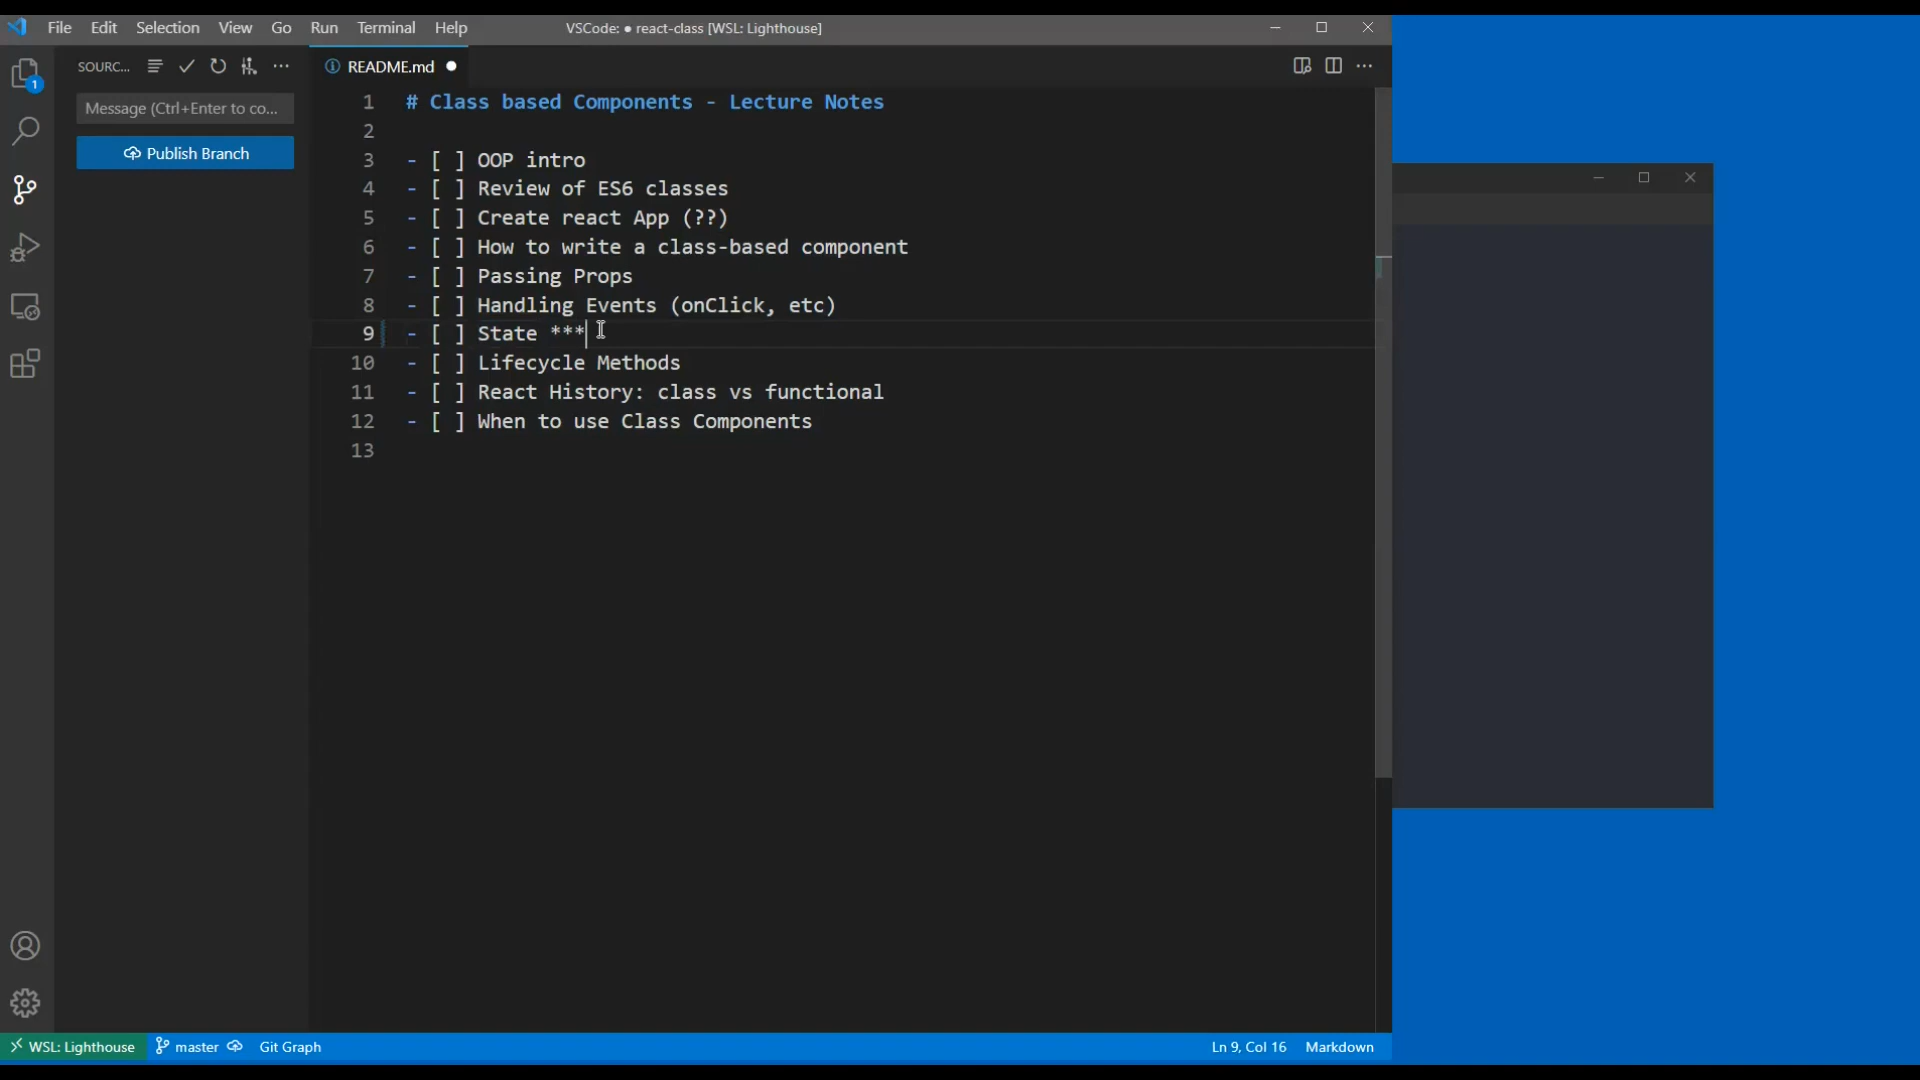 File Edit Selection View Go Run Terminal Help VSCode: ● react-class [WSL: Lighthouse]
SOURC...
README.md
1
Message (Ctrl+Enter to co...
Publish Branch
1 # Class based Components - Lecture Notes
2
3 - [ ] OOP intro
4 - [ ] Review of ES6 classes
5 - [ ] Create react App (??)
6 - [ ] How to write a class-based component
7 - [ ] Passing Props
8 - [ ] Handling Events (onClick, etc)
9 - [ ] State ***
10 - [ ] Lifecycle Methods
11 - [ ] React History: class vs functional
12 - [ ] When to use Class Components
13
WSL: Lighthouse master Git Graph Ln 9, Col 16 Markdown